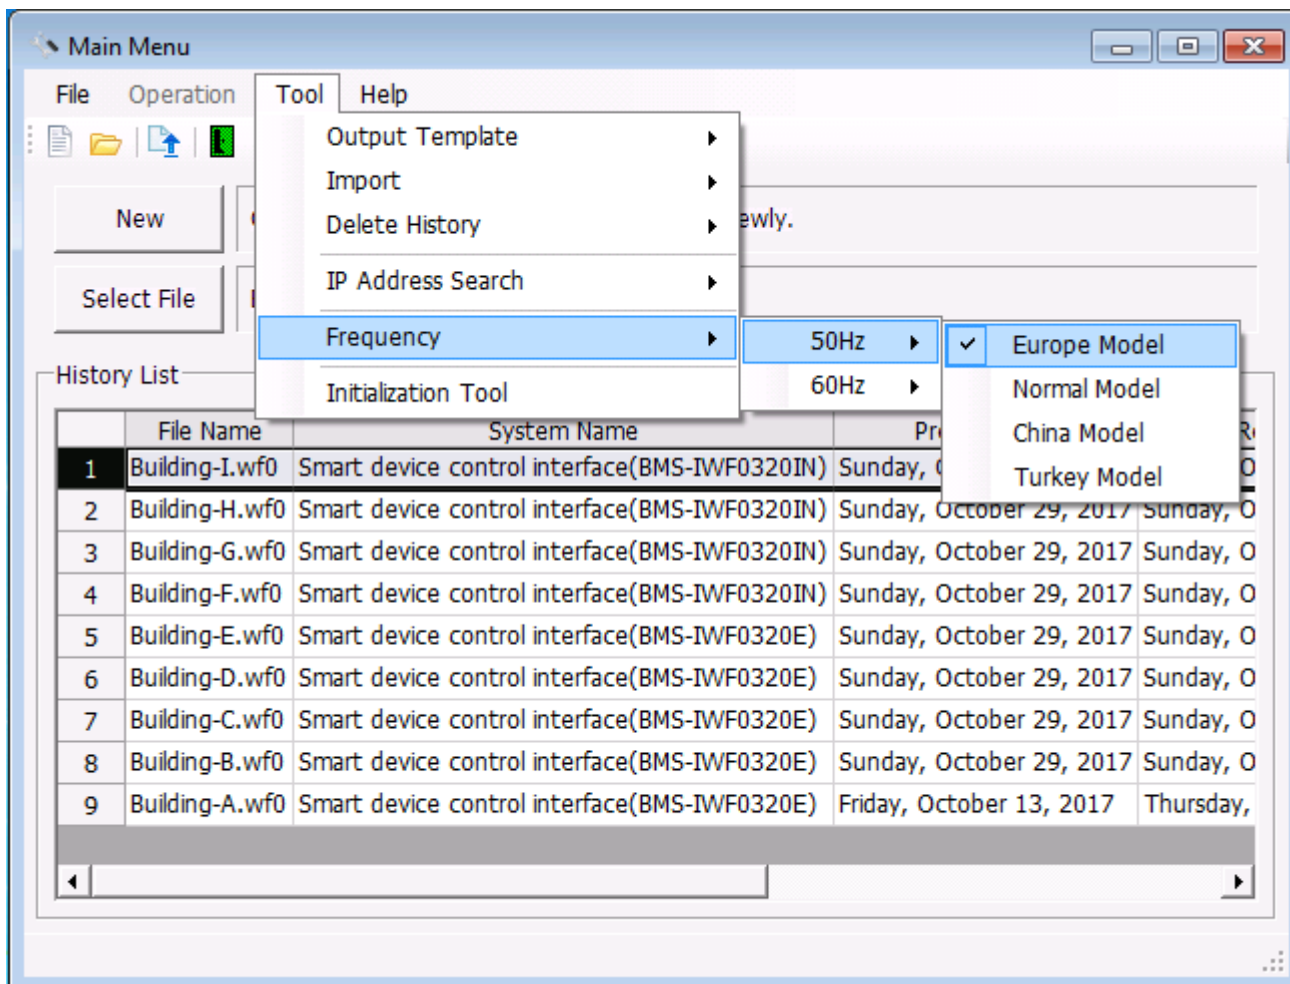 Main Menu
File Operation Tool Help
Output Template
Import
Delete History
IP Address Search
Frequency
Initialization Tool
50Hz
60Hz
Europe Model
Normal Model
China Model
Turkey Model
New
ewly.
Select File
History List
File Name System Name
1 Building-I.wf0 Smart device control interface(BMS-IWF0320IN) Sunday,
2 Building-H.wf0 Smart device control interface(BMS-IWF0320IN) Sunday, October 29, 2017 Sunday, O
3 Building-G.wf0 Smart device control interface(BMS-IWF0320IN) Sunday, October 29, 2017 Sunday, O
4 Building-F.wf0 Smart device control interface(BMS-IWF0320IN) Sunday, October 29, 2017 Sunday, O
5 Building-E.wf0 Smart device control interface(BMS-IWF0320E) Sunday, October 29, 2017 Sunday, O
6 Building-D.wf0 Smart device control interface(BMS-IWF0320E) Sunday, October 29, 2017 Sunday, O
7 Building-C.wf0 Smart device control interface(BMS-IWF0320E) Sunday, October 29, 2017 Sunday, O
8 Building-B.wf0 Smart device control interface(BMS-IWF0320E) Sunday, October 29, 2017 Sunday, O
9 Building-A.wf0 Smart device control interface(BMS-IWF0320E) Friday, October 13, 2017 Thursday,